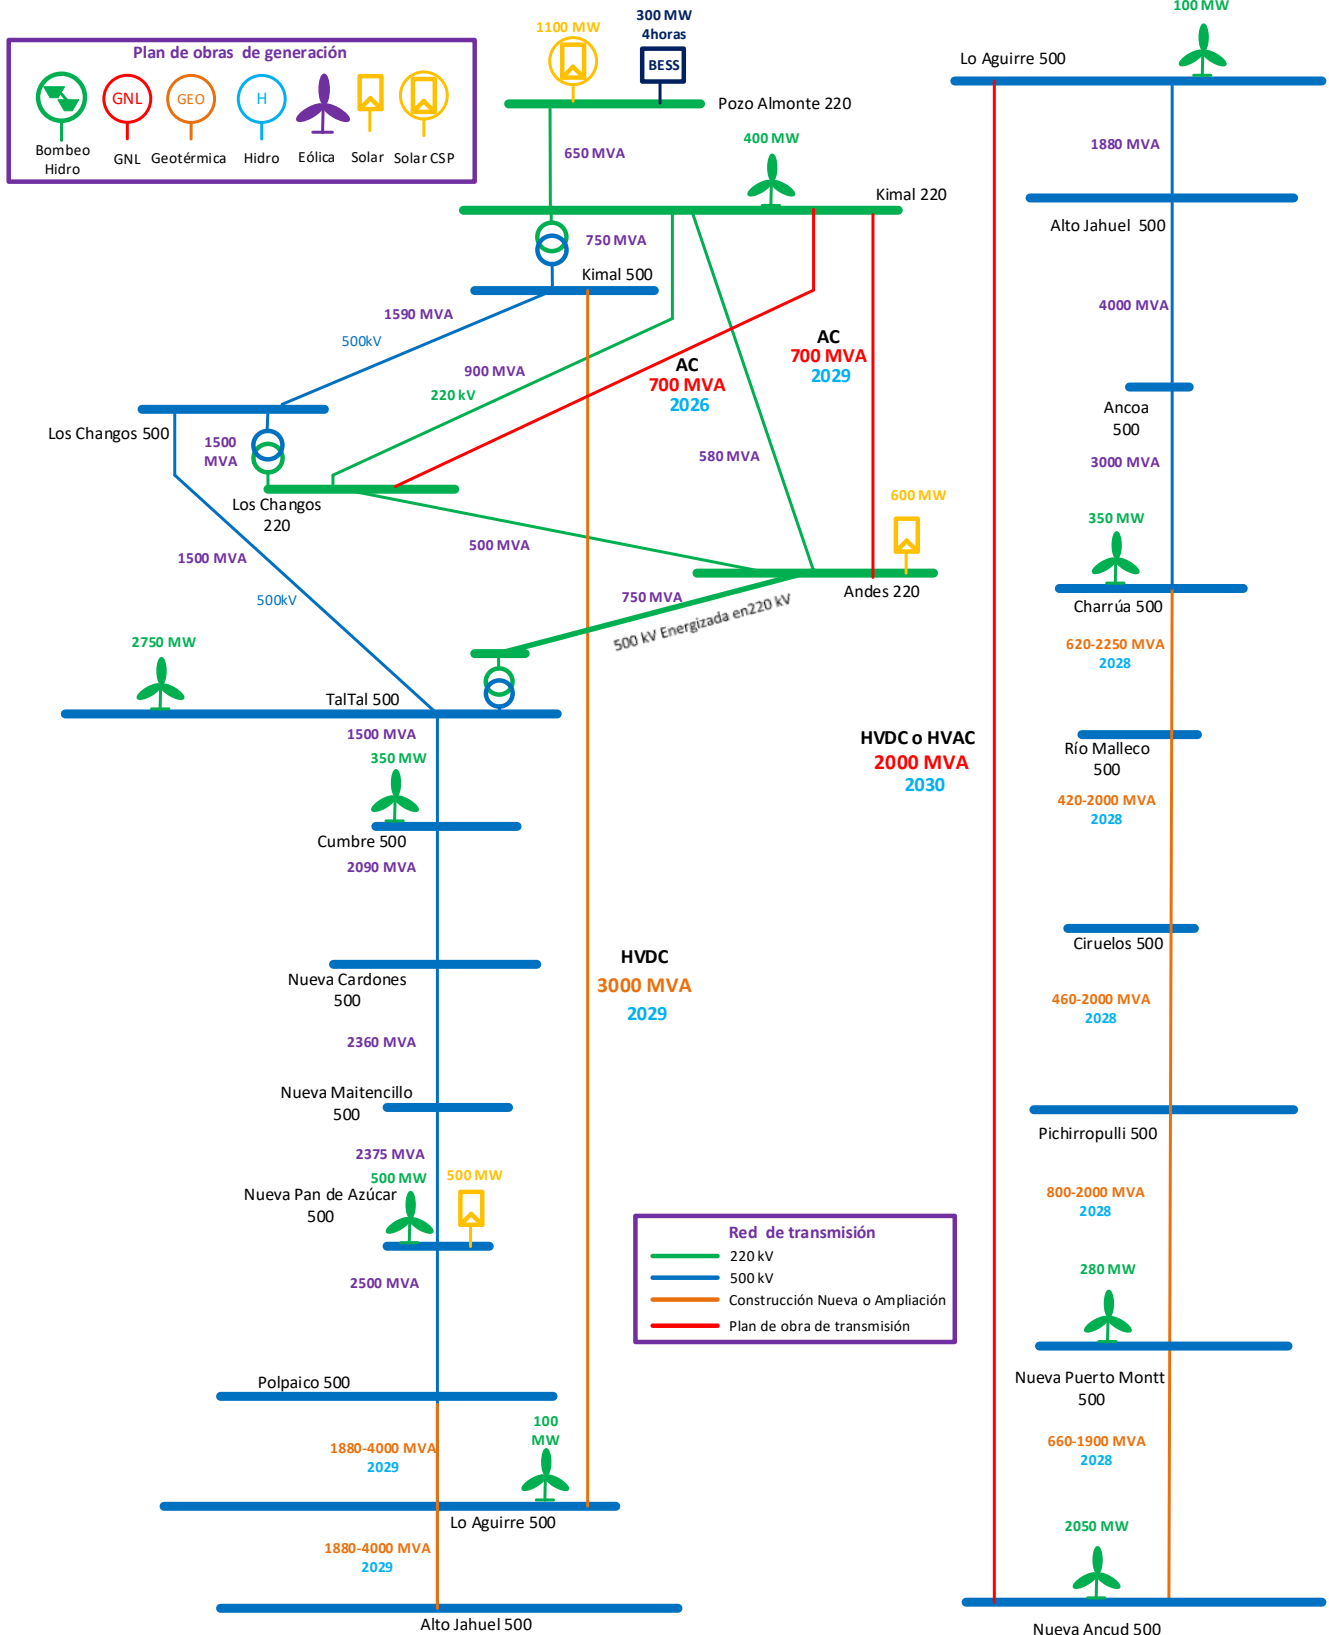 Plan de obras de generación
GNL
GEO
H
Bombeo
Hidro
GNL
Geotérmica
Hidro
Eólica
Solar
Solar CSP
1100 MW
300 MW
4horas
BESS
Pozo Almonte 220
650 MVA
400 MW
Kimal 220
750 MVA
Kimal 500
1590 MVA
500kV
900 MVA
220 kV
AC
700 MVA
2026
AC
700 MVA
2029
Los Changos 500
1500
MVA
Los Changos
220
580 MVA
600 MW
500 MVA
1500 MVA
500kV
750 MVA
Andes 220
500 kV Energizada en220 kV
2750 MW
TalTal 500
1500 MVA
350 MW
Cumbre 500
2090 MVA
Nueva Cardones
500
HVDC
3000 MVA
2029
2360 MVA
Nueva Maitencillo
500
2375 MVA
500 MW
500 MW
Nueva Pan de Azúcar
500
2500 MVA
Polpaico 500
1880-4000 MVA
2029
100
MW
Lo Aguirre 500
1880-4000 MVA
2029
Alto Jahuel 500
Red de transmisión
220 kV
500 kV
Construcción Nueva o Ampliación
Plan de obra de transmisión
100 MW
Lo Aguirre 500
1880 MVA
Alto Jahuel 500
4000 MVA
Ancoa
500
3000 MVA
350 MW
Charrúa 500
620-2250 MVA
2028
HVDC o HVAC
2000 MVA
2030
Río Malleco
500
420-2000 MVA
2028
Ciruelos 500
460-2000 MVA
2028
Pichirropulli 500
800-2000 MVA
2028
280 MW
Nueva Puerto Montt
500
660-1900 MVA
2028
2050 MW
Nueva Ancud 500